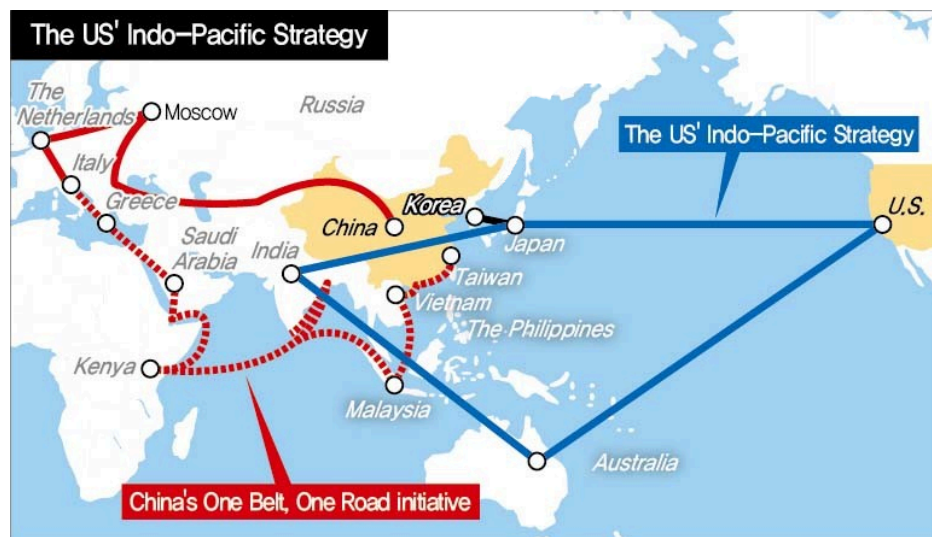 The US' Indo-Pacific Strategy
The
Netherlands
Moscow
Russia
The US' Indo-Pacific Strategy
Italy
Greece
Korea
China
U.S.
Saudi
Arabia
India
Japan
Taiwan
Vietnam
The Philippines
Kenya
Malaysia
Australia
China's One Belt, One Road initiative